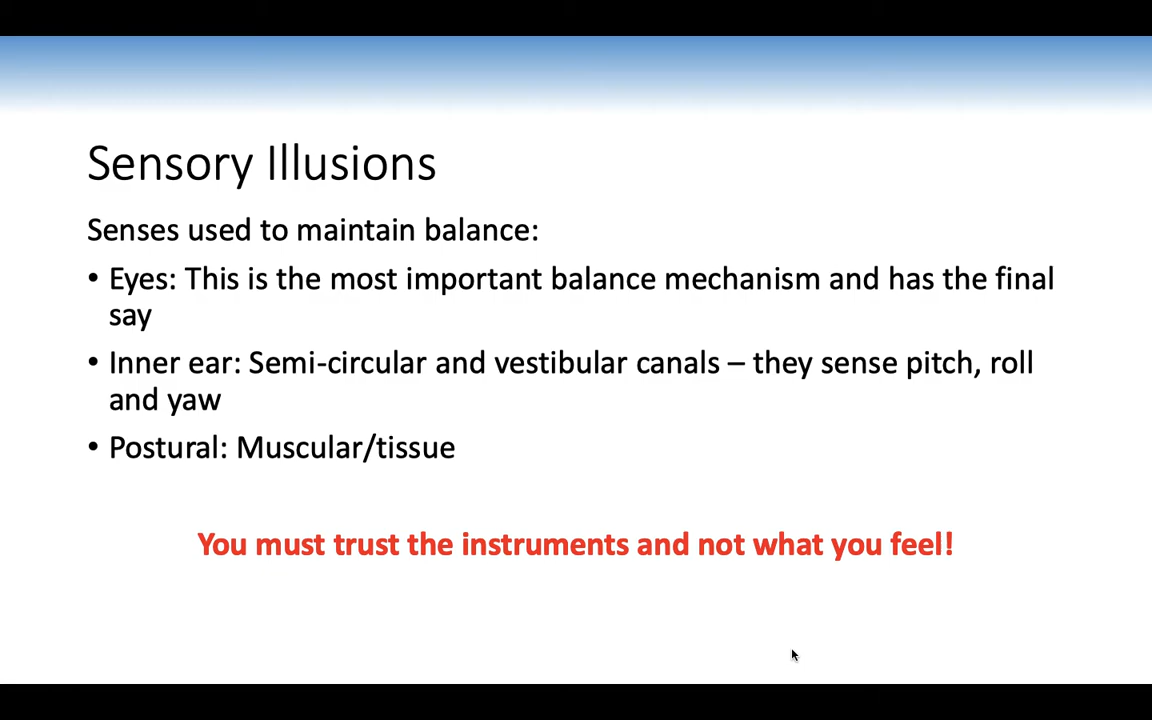 Sensory Illusions
Senses used to maintain balance:
• Eyes: This is the most important balance mechanism and has the final
say
• Inner ear: Semi-circular and vestibular canals – they sense pitch, roll
and yaw
• Postural: Muscular/tissue
You must trust the instruments and not what you feel!